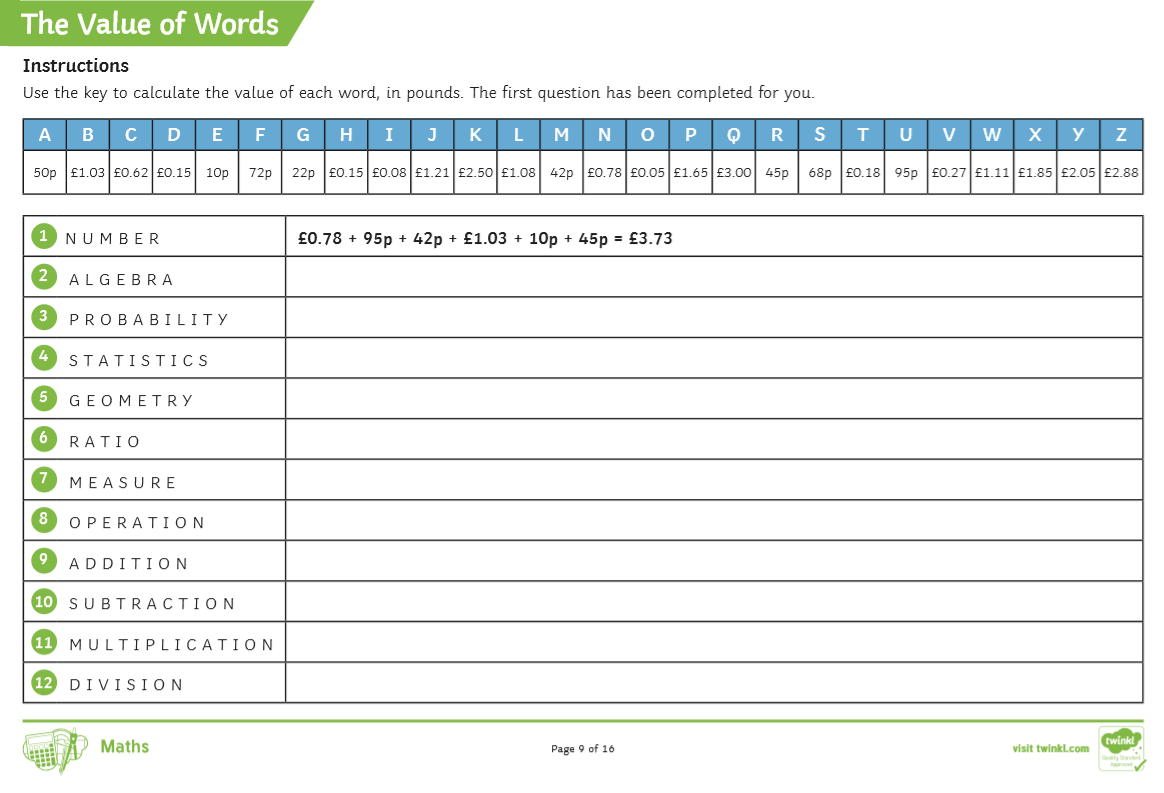 The Value of Words
Instructions
Use the key to calculate the value of each word, in pounds. The first question has been completed for you.
A B C D E F G H I J K L M N O P Q R S T U V W X Y Z
50p £1.03 £0.62 £0.15 10p 72p 22p £0.15 £0.08 £1.21 £2.50 £1.08 42p £0.78 £0.05 £1.65 £3.00 45p 68p £0.18 95p £0.27 £1.11 £1.85 £2.05 £2.88
1 N U M B E R £0.78 + 95p + 42p + £1.03 + 10p + 45p = £3.73
2 A L G E B R A
3 P R O B A B I L I T Y
4 S T A T I S T I C S
5 G E O M E T R Y
6 R A T I O
7 M E A S U R E
8 O P E R A T I O N
9 A D D I T I O N
10 S U B T R A C T I O N
11 M U L T I P L I C A T I O N
12 D I V I S I O N
Maths
Page 9 of 16
visit twinkl.com
twinkl
Quality Standard
Approved